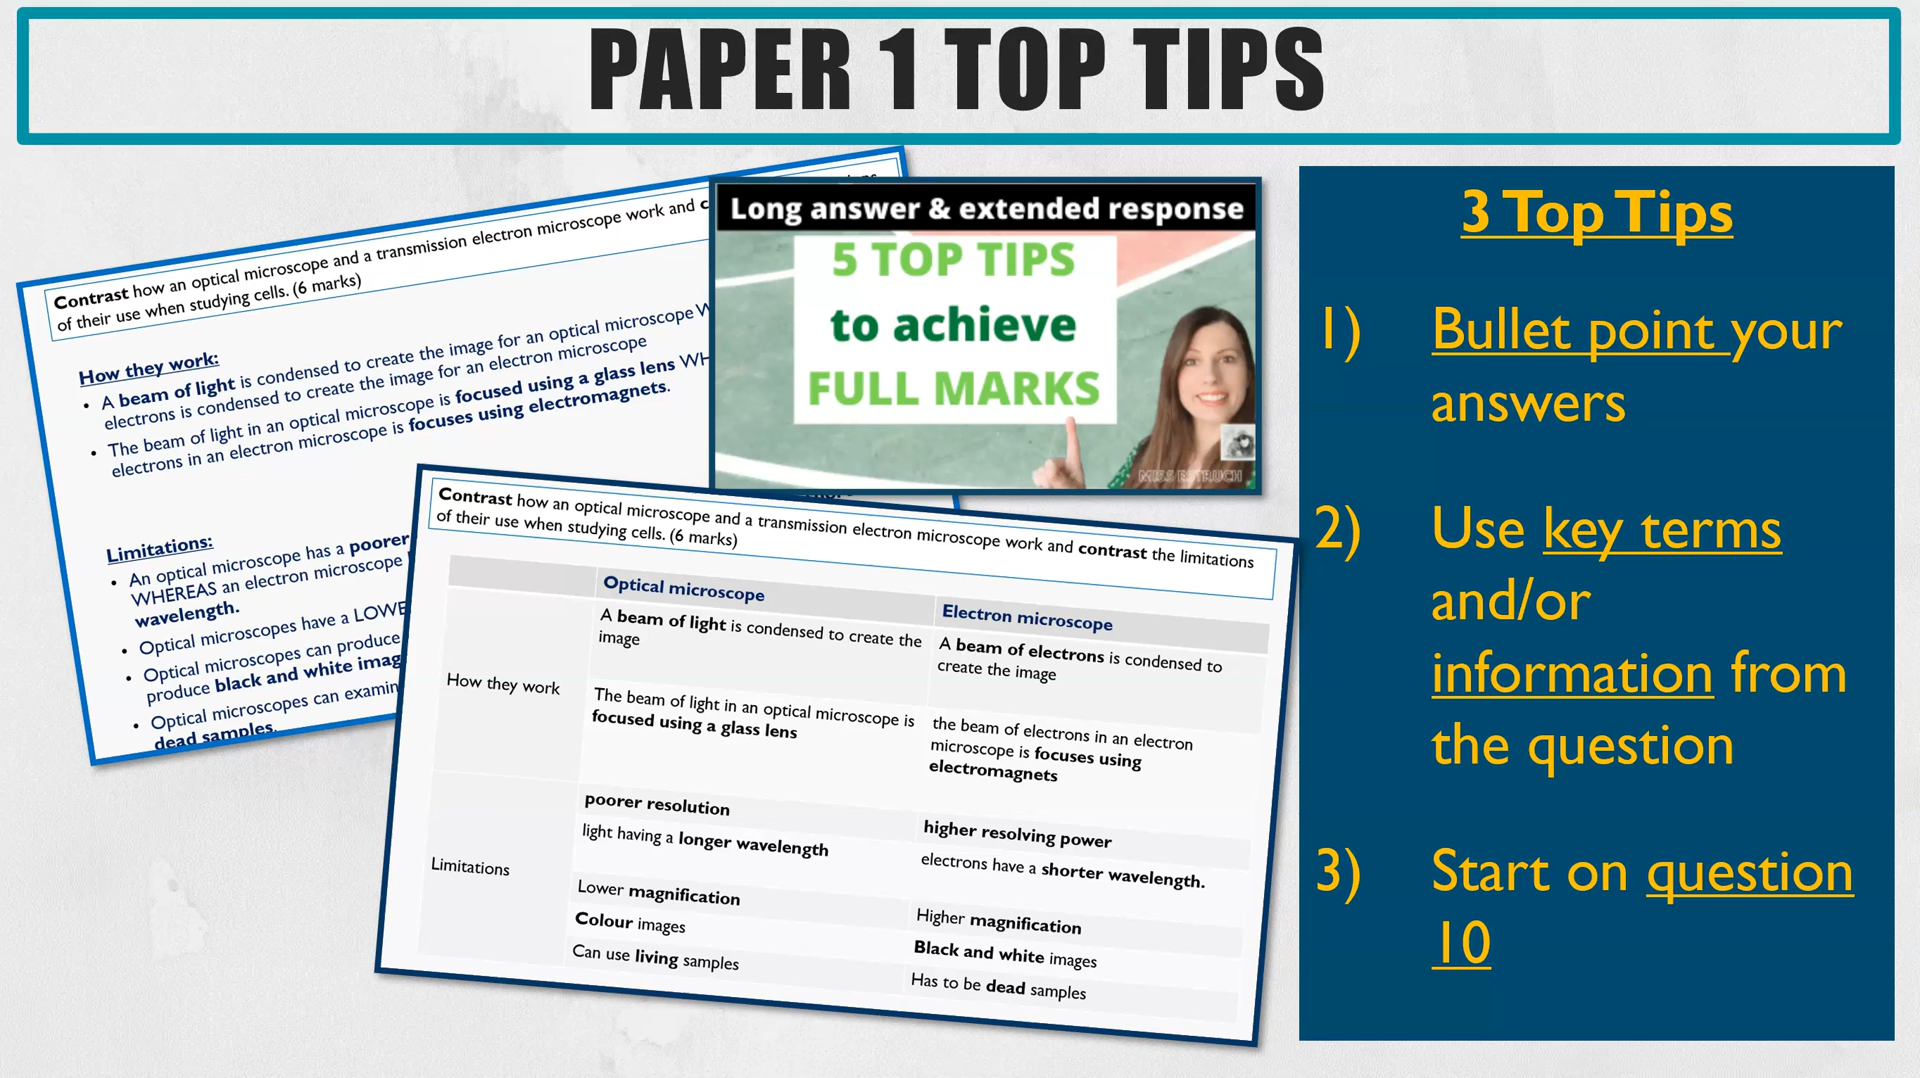 PAPER 1 TOP TIPS
Contrast how an optical microscope and a transmission electron microscope work and c
of their use when studying cells. (6 marks)
How they work:
• A beam of light is condensed to create the image for an optical microscope W
electrons is condensed to create the image for an electron microscope
• The beam of light in an optical microscope is focused using a glass lens WH
electrons in an electron microscope is focuses using electromagnets.
Limitations:
• An optical microscope has a poorer
WHEREAS an electron microscope
wavelength.
• Optical microscopes have a LOWE
• Optical microscopes can produce
produce black and white imag
• Optical microscopes can examin
dead samples.
Long answer & extended response
5 TOP TIPS
to achieve
FULL MARKS
MISS ESTRUCH
Contrast how an optical microscope and a transmission electron microscope work and contrast the limitations
of their use when studying cells. (6 marks)
Optical microscope
Electron microscope
How they work
A beam of light is condensed to create the
image
A beam of electrons is condensed to
create the image
The beam of light in an optical microscope is
focused using a glass lens
the beam of electrons in an electron
microscope is focuses using
electromagnets
Limitations
poorer resolution
higher resolving power
light having a longer wavelength
electrons have a shorter wavelength.
Lower magnification
Higher magnification
Colour images
Black and white images
Can use living samples
Has to be dead samples
3 Top Tips
1) Bullet point your
answers
2) Use key terms
and/or
information from
the question
3) Start on question
10